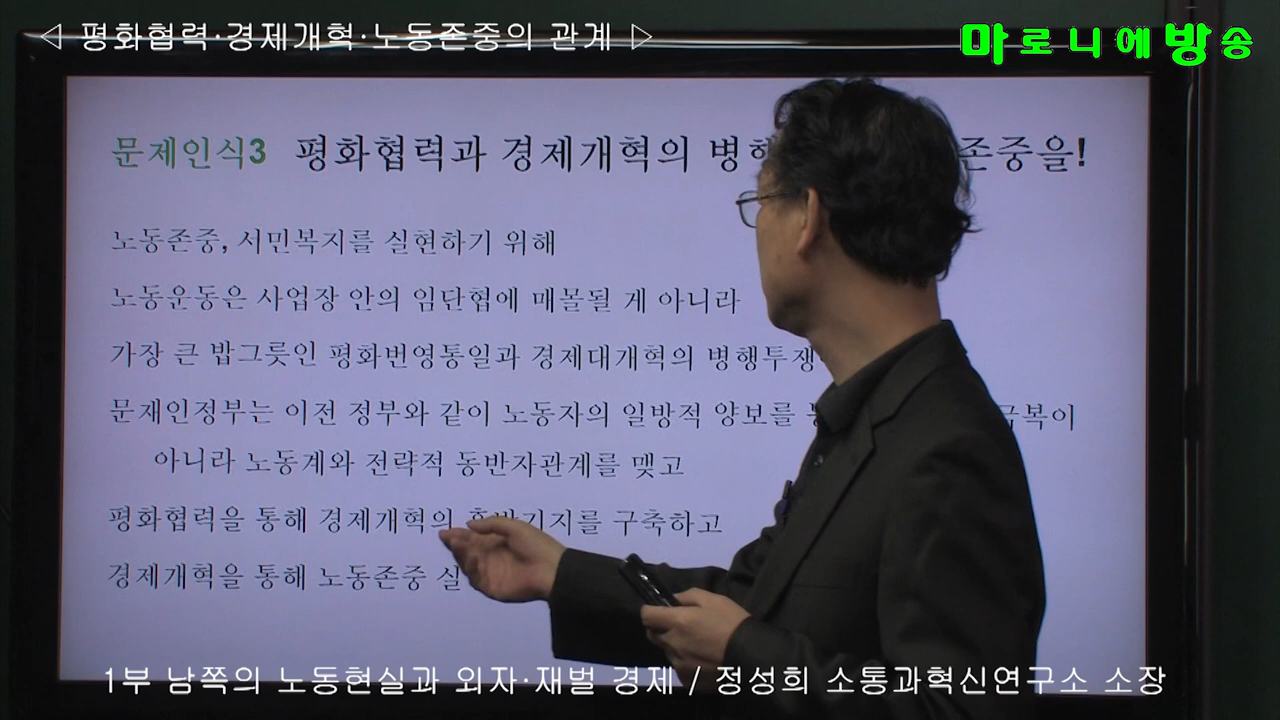 ◁ 평화협력·경제개혁·노동존중의 관계 ▷
마로니에방송
문제인식3 평화협력과 경제개혁의 병행 존중을!
노동존중, 서민복지를 실현하기 위해
노동운동은 사업장 안의 임단협에 매몰될 게 아니라
가장 큰 밥그릇인 평화번영통일과 경제대개혁의 병행투쟁
문재인정부는 이전 정부와 같이 노동자의 일방적 양보를
아니라 노동계와 전략적 동반자관계를 맺고
평화협력을 통해 경제개혁의 구축하고
경제개혁을 통해 노동존중
1부 남쪽의 노동현실과 외자·재벌 경제 / 정성희 소통과혁신연구소 소장